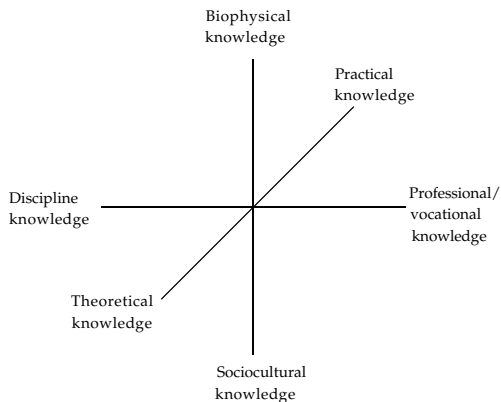 Biophysical
knowledge
Practical
knowledge
Discipline
knowledge
Professional/
vocational
knowledge
Theoretical
knowledge
Sociocultural
knowledge